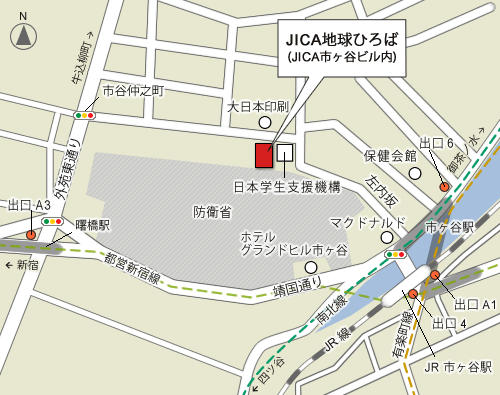 N
牛込柳町
JICA地球ひろば
(JICA市ヶ谷ビル内)
市谷仲之町
大日本印刷
出口 6
御茶ノ水
保健会館
外苑東通り
日本学生支援機構
左内坂
出口 A3
防衛省
マクドナルド
市ヶ谷駅
曙橋駅
ホテル
グランドヒル市ヶ谷
新宿
都営新宿線
靖国通り
南北線
出口 A1
出口 4
JR 線
有楽町線
四ツ谷
JR 市ヶ谷駅